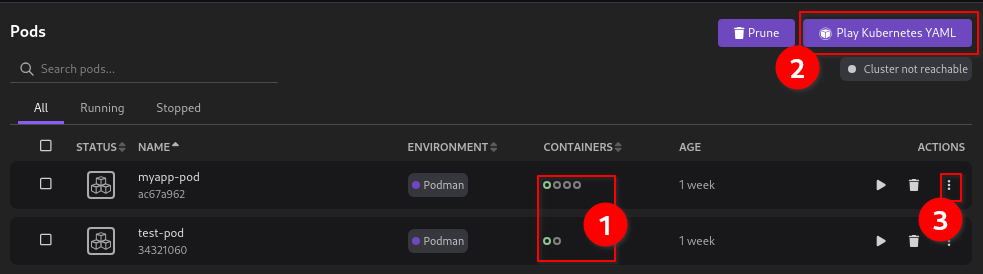 Pods
Prune
Play Kubernetes YAML
2
Search pods...
Cluster not reachable
All Running Stopped
STATUS NAME ENVIRONMENT CONTAINERS AGE ACTIONS
myapp-pod
ac67a962
Podman
1 week
1
3
test-pod
34321060
Podman
1 week